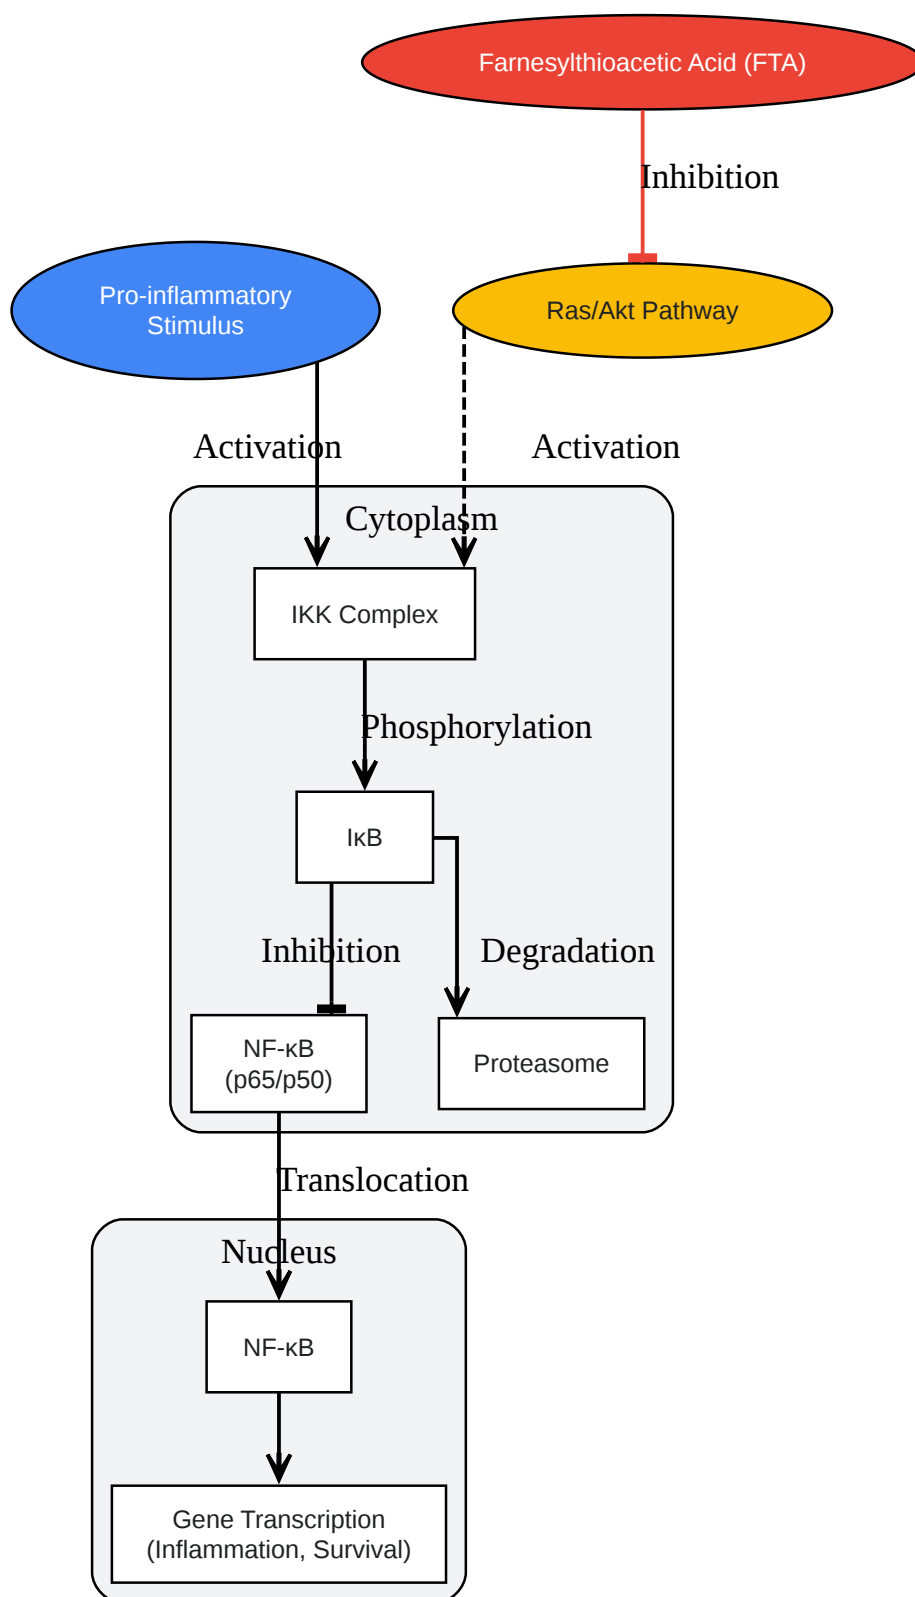 Farnesylthioacetic Acid (FTA)
Inhibition
Pro-inflammatory
Stimulus
Ras/Akt Pathway
Activation
Activation
Cytoplasm
IKK Complex
Phosphorylation
IκB
Inhibition
Degradation
NF-κB
(p65/p50)
Proteasome
Translocation
Nucleus
NF-κB
Gene Transcription
(Inflammation, Survival)